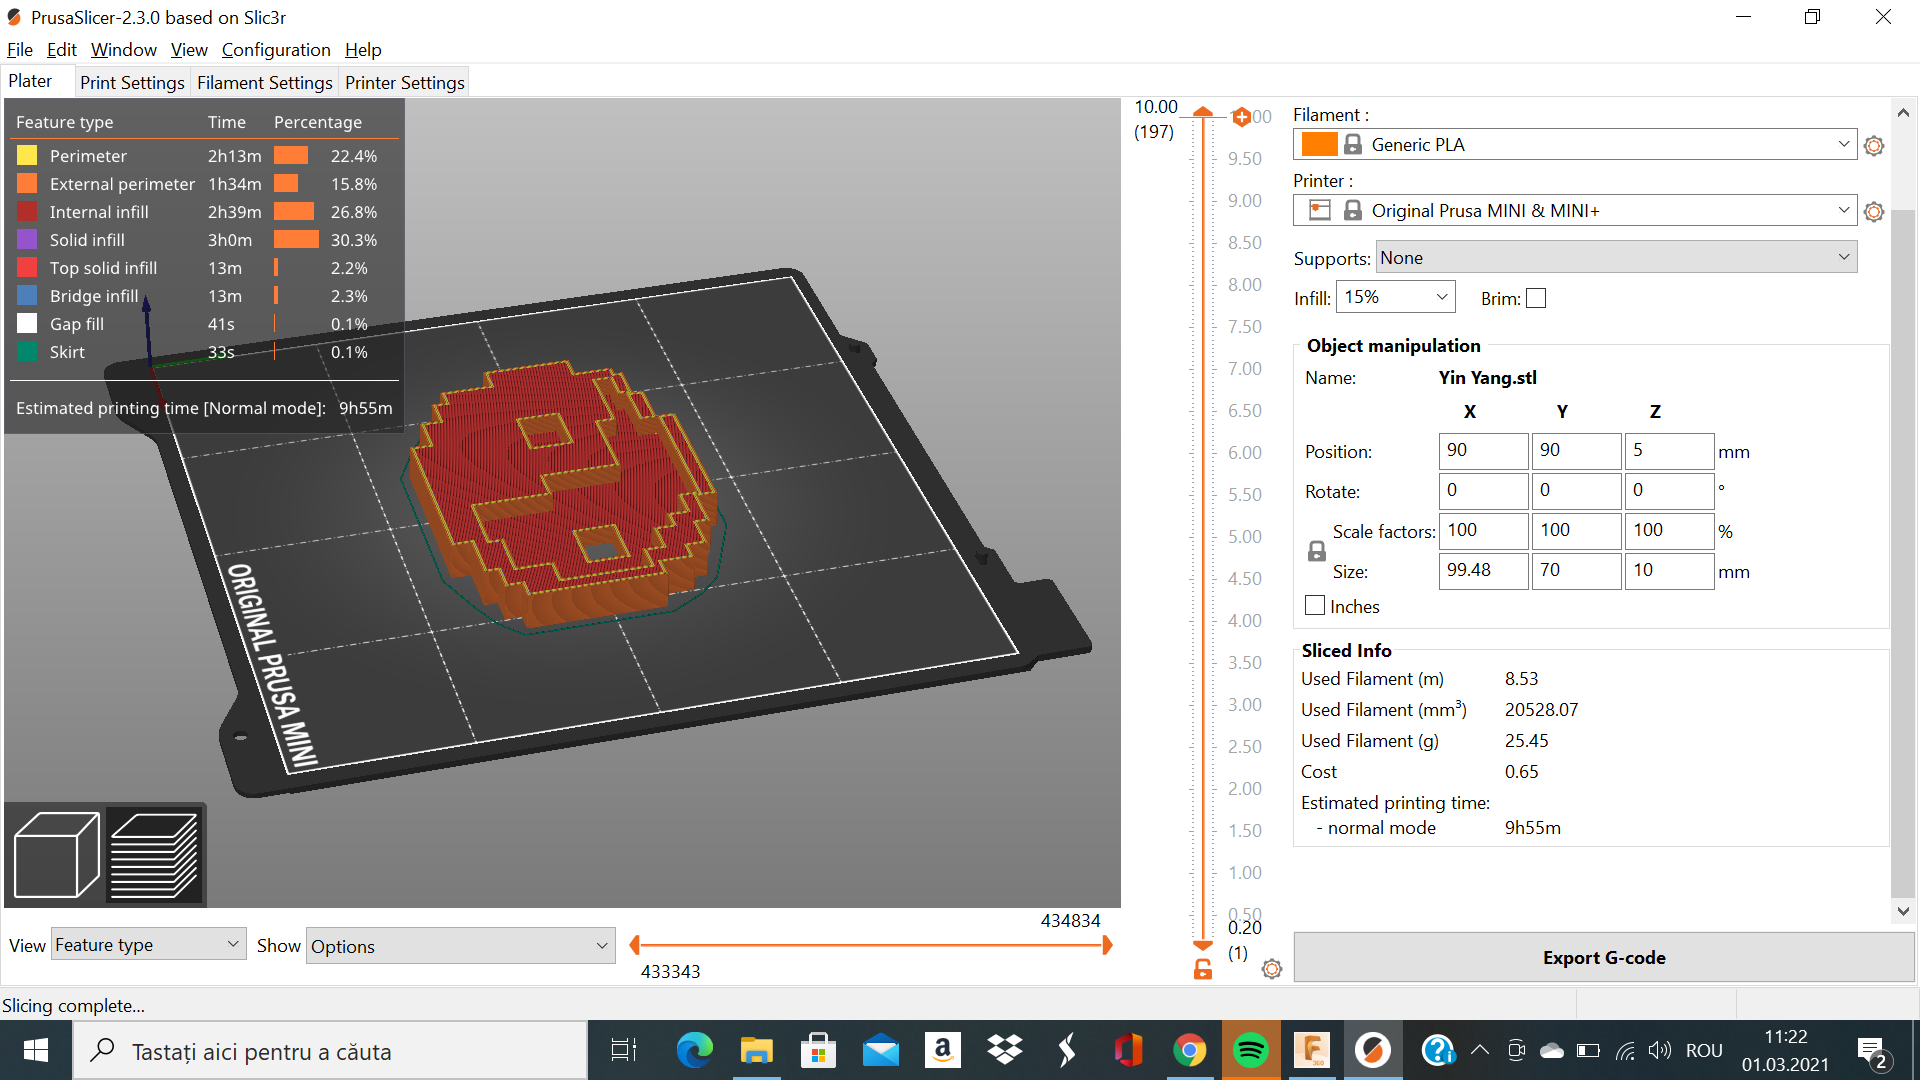 PrusaSlicer-2.3.0 based on Slic3r
File Edit Window View Configuration Help
Plater Print Settings Filament Settings Printer Settings
Feature type Time Percentage
Perimeter 2h13m 22.4%
External perimeter 1h34m 15.8%
Internal infill 2h39m 26.8%
Solid infill 3h0m 30.3%
Top solid infill 13m 2.2%
Bridge infill 13m 2.3%
Gap fill 41s 0.1%
Skirt 33s 0.1%
Estimated printing time [Normal mode]: 9h55m
ORIGINAL PRUSA MINI
View Feature type Show Options
434834
433343
10.00
(197)
9.50
9.00
8.50
8.00
7.50
7.00
6.50
6.00
5.50
5.00
4.50
4.00
3.50
3.00
2.50
2.00
1.50
1.00
0.50
0.20
(1)
Filament :
Generic PLA
Printer :
Original Prusa MINI & MINI+
Supports: None
Infill: 15% Brim:
Object manipulation
Name: Yin Yang.stl
X Y Z
Position: 90 90 5 mm
Rotate: 0 0 0 °
Scale factors: 100 100 100 %
Size: 99.48 70 10 mm
Inches
Sliced Info
Used Filament (m) 8.53
Used Filament (mm³) 20528.07
Used Filament (g) 25.45
Cost 0.65
Estimated printing time:
- normal mode 9h55m
Export G-code
Slicing complete...
Tastați aici pentru a căuta
ROU
11:22
01.03.2021
2